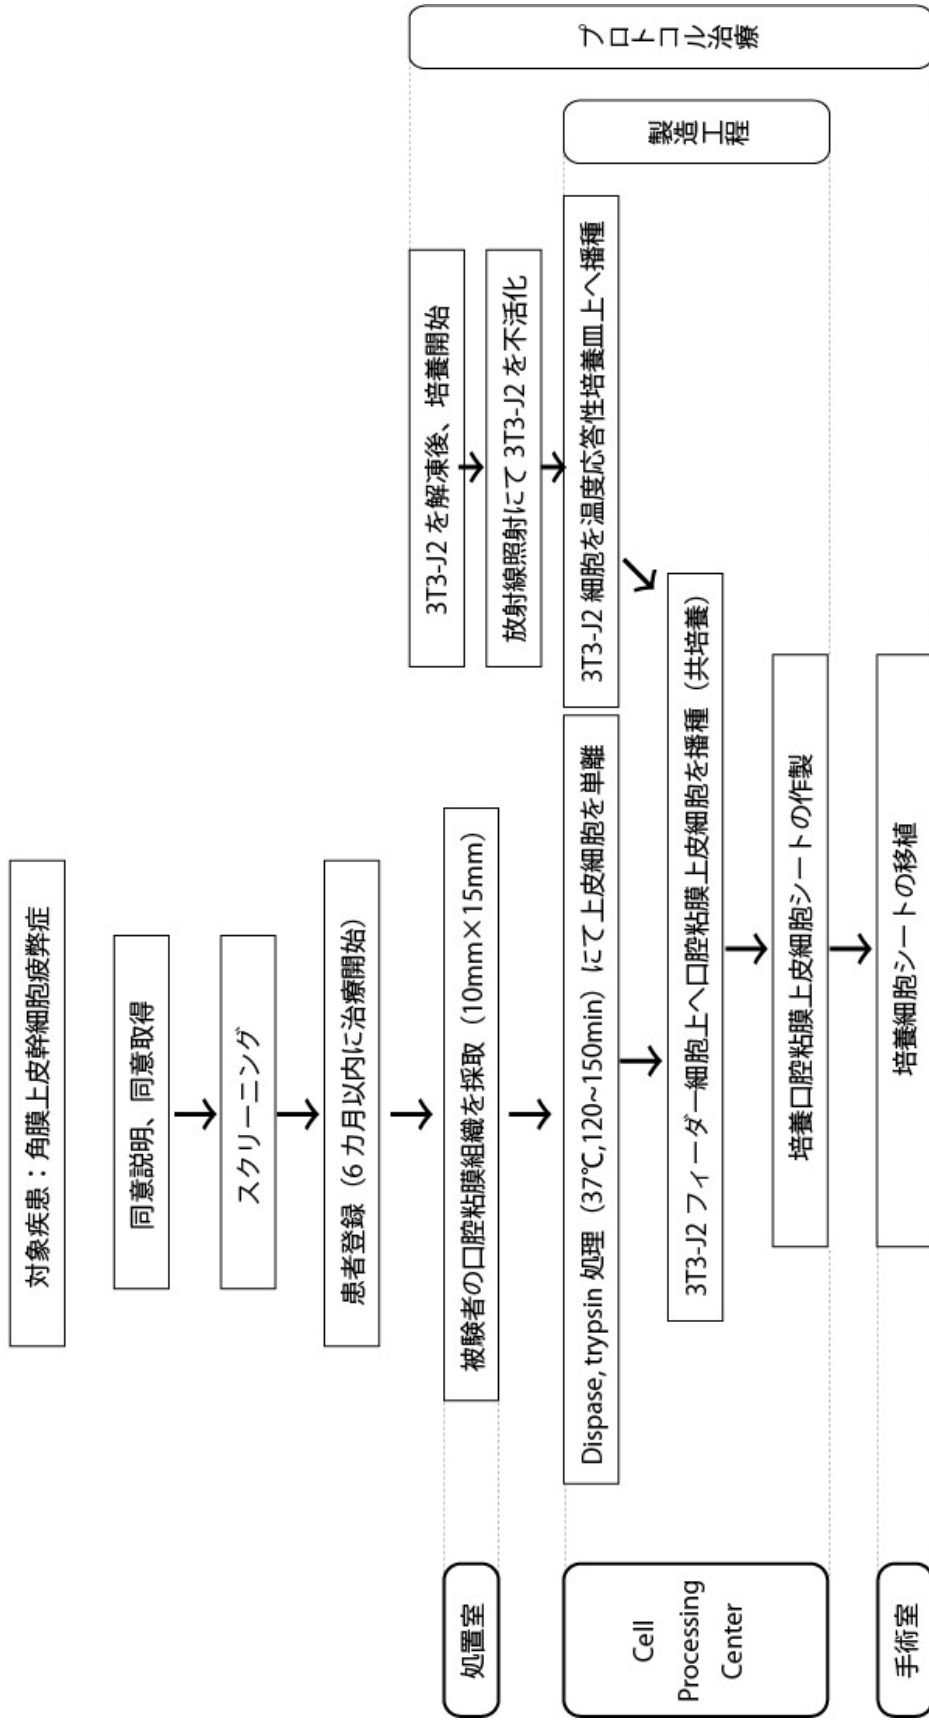 対象疾患：角膜上皮幹細胞疲弊症
同意説明、同意取得
スクリーニング
患者登録（6 カ月以内に治療開始）
処置室
被験者の口腔粘膜組織を採取（10mm×15mm）
3T3-J2 を解凍後、培養開始
放射線照射にて 3T3-J2 を不活化
プロトコル治療
Cell
Processing
Center
Dispase, trypsin 処理（37℃,120~150min）にて上皮細胞を単離
3T3-J2 細胞を温度応答性培養皿上へ播種
製造工程
3T3-J2 フィーダー細胞上へ口腔粘膜上皮細胞を播種（共培養）
培養口腔粘膜上皮細胞シートの作製
手術室
培養細胞シートの移植